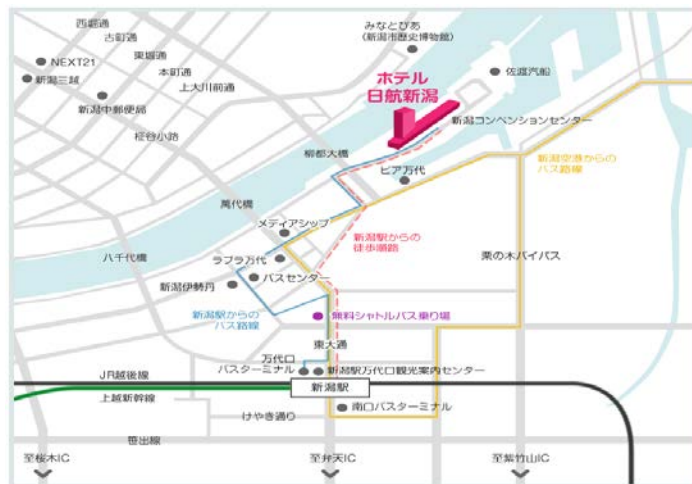 西堀通
古町通
東堀通
本町通
上大川前通
NEXT21
新潟三越
新潟中郵便局
柾谷小路
みなとぴあ
(新潟市歴史博物館)
佐渡汽船
ホテル
日航新潟
新潟コンベンションセンター
柳都大橋
ピア万代
新潟空港からの
バス路線
萬代橋
メディアシップ
新潟駅からの
徒歩順路
八千代橋
ラブラ万代
バスセンター
新潟伊勢丹
栗の木バイパス
新潟駅からの
バス路線
無料シャトルバス乗り場
東大通
万代口
バスターミナル
新潟駅万代口観光案内センター
JR越後線
新潟駅
上越新幹線
南口バスターミナル
けやき通り
笹出線
至桜木IC
至弁天IC
至紫竹山IC